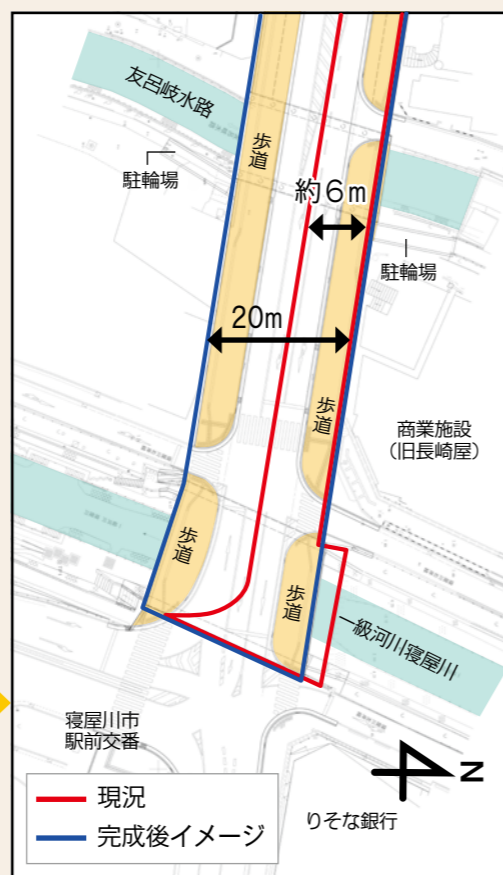 友呂岐水路
歩道
駐輪場
約6m
駐輪場
20m
歩道
商業施設
（旧長崎屋）
歩道
歩道
一級河川寝屋川
寝屋川市
駅前交番
N
現況
完成後イメージ
りそな銀行